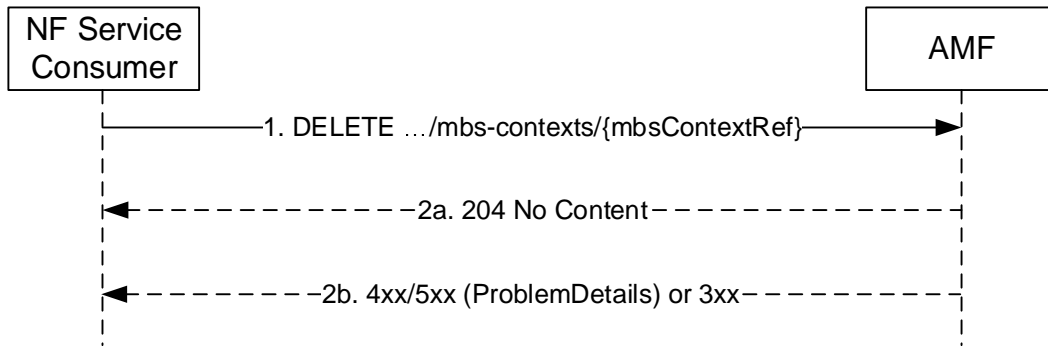 NF Service
Consumer
AMF
1. DELETE …/mbs-contexts/{mbsContextRef}
2a. 204 No Content
2b. 4xx/5xx (ProblemDetails) or 3xx